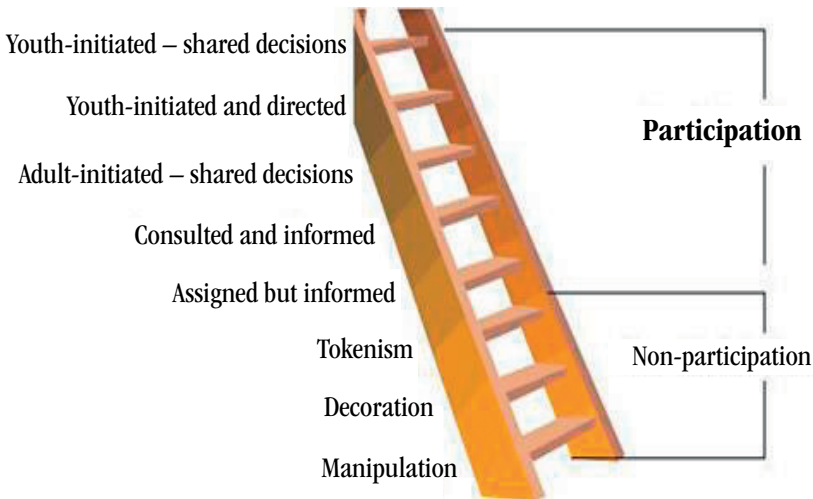 Youth-initiated – shared decisions
Youth-initiated and directed
Participation
Adult-initiated – shared decisions
Consulted and informed
Assigned but informed
Tokenism
Non-participation
Decoration
Manipulation